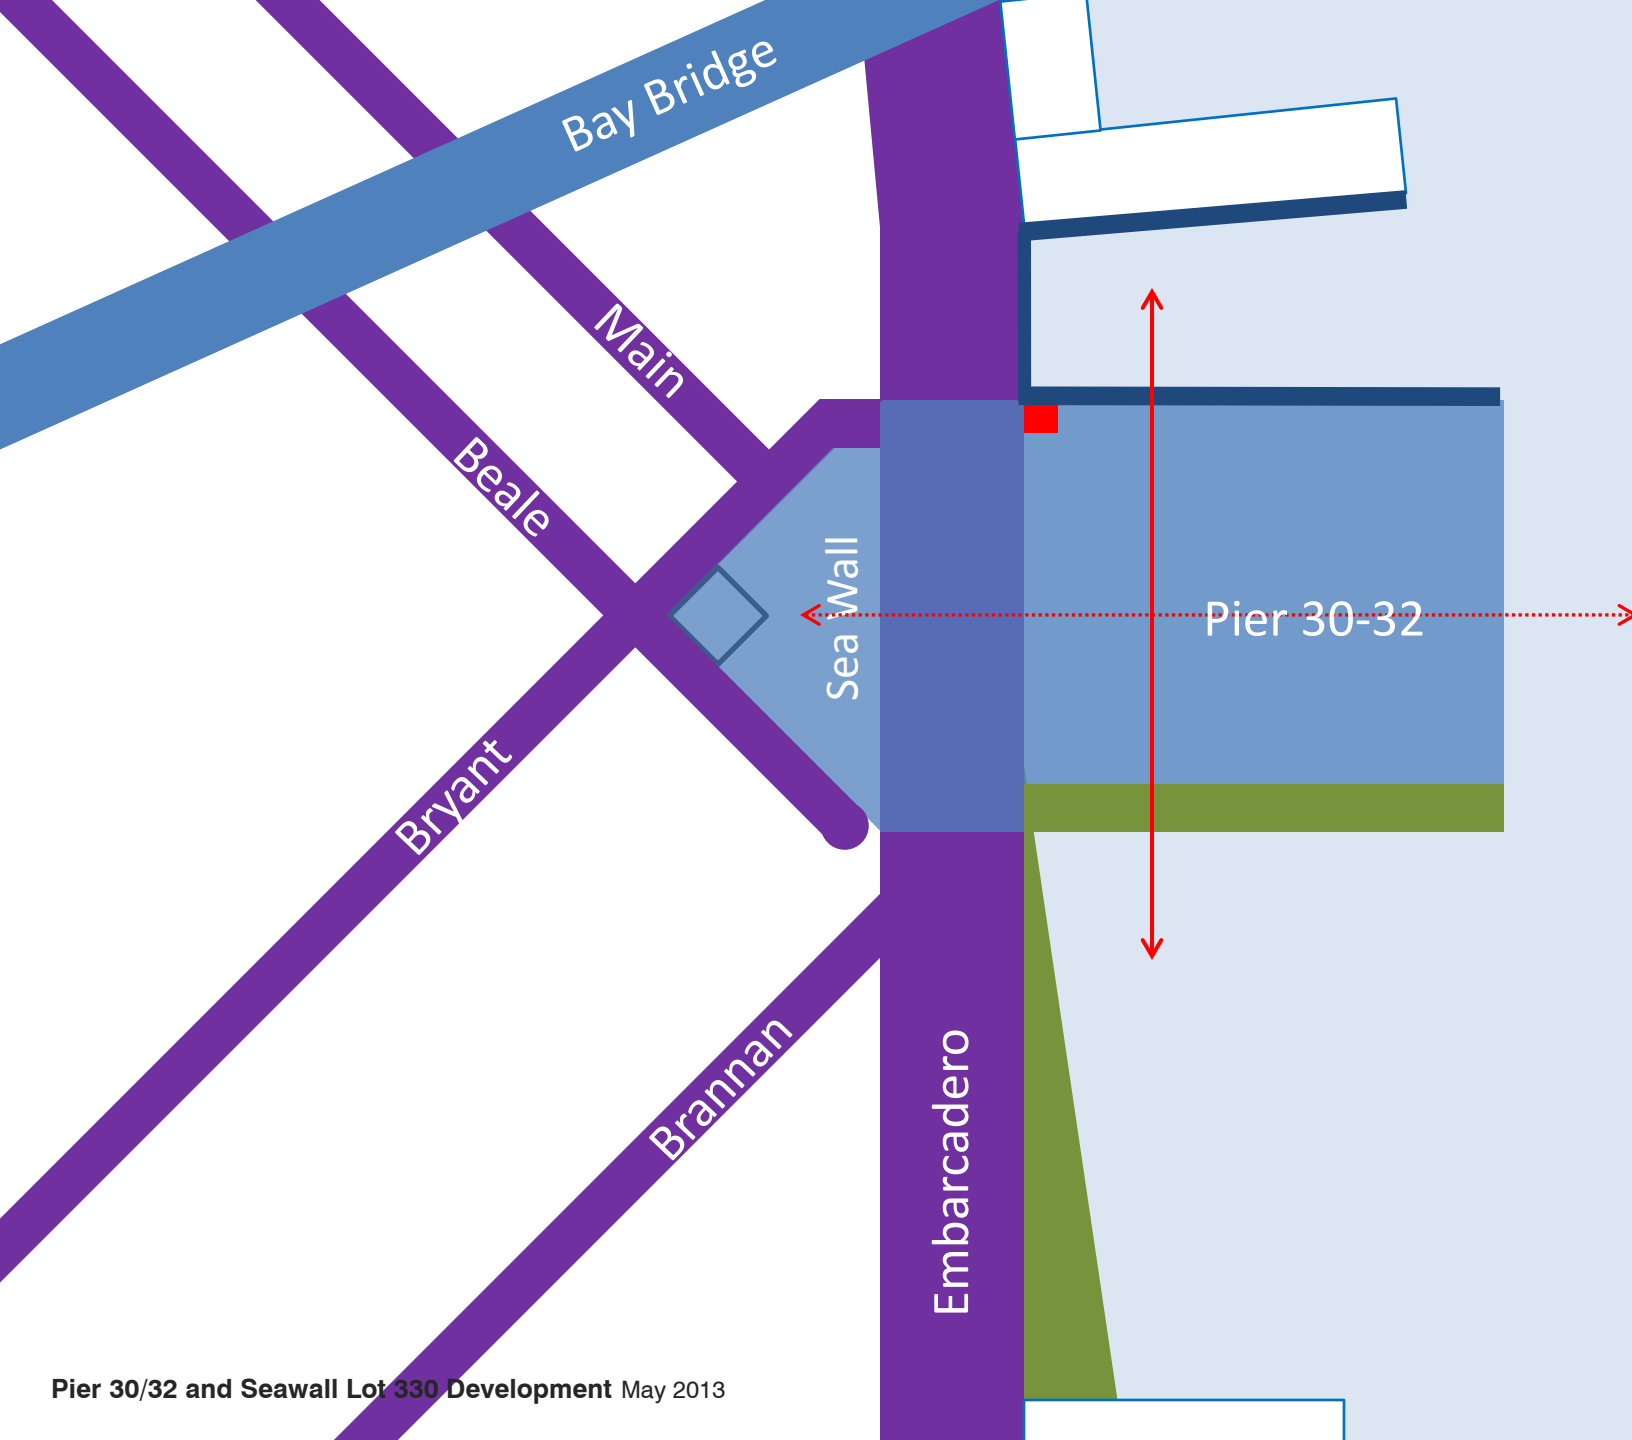 Bay Bridge
Main
Beale
Sea Wall
Pier 30-32
Bryant
Brannan
Embarcadero
Pier 30/32 and Seawall Lot 330 Development May 2013